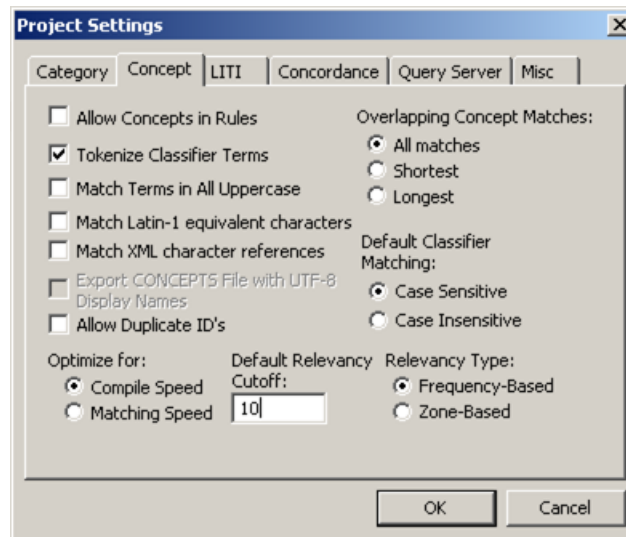 Project Settings
Category Concept LITI Concordance Query Server Misc
Allow Concepts in Rules
Tokenize Classifier Terms
Match Terms in All Uppercase
Match Latin-1 equivalent characters
Match XML character references
Export CONCEPTS File with UTF-8
Display Names
Allow Duplicate ID's
Overlapping Concept Matches:
All matches
Shortest
Longest
Default Classifier
Matching:
Case Sensitive
Case Insensitive
Optimize for:
Compile Speed
Matching Speed
Default Relevancy
Cutoff:
10
Relevancy Type:
Frequency-Based
Zone-Based
OK Cancel